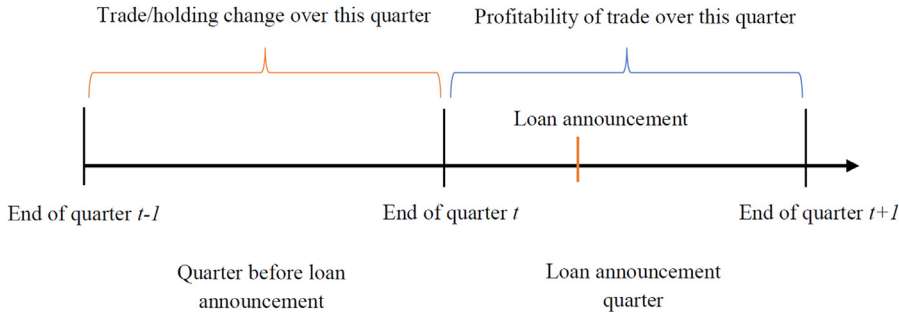 Trade/holding change over this quarter
Profitability of trade over this quarter
Loan announcement
End of quarter t-1
End of quarter t
End of quarter t+1
Quarter before loan
announcement
Loan announcement
quarter